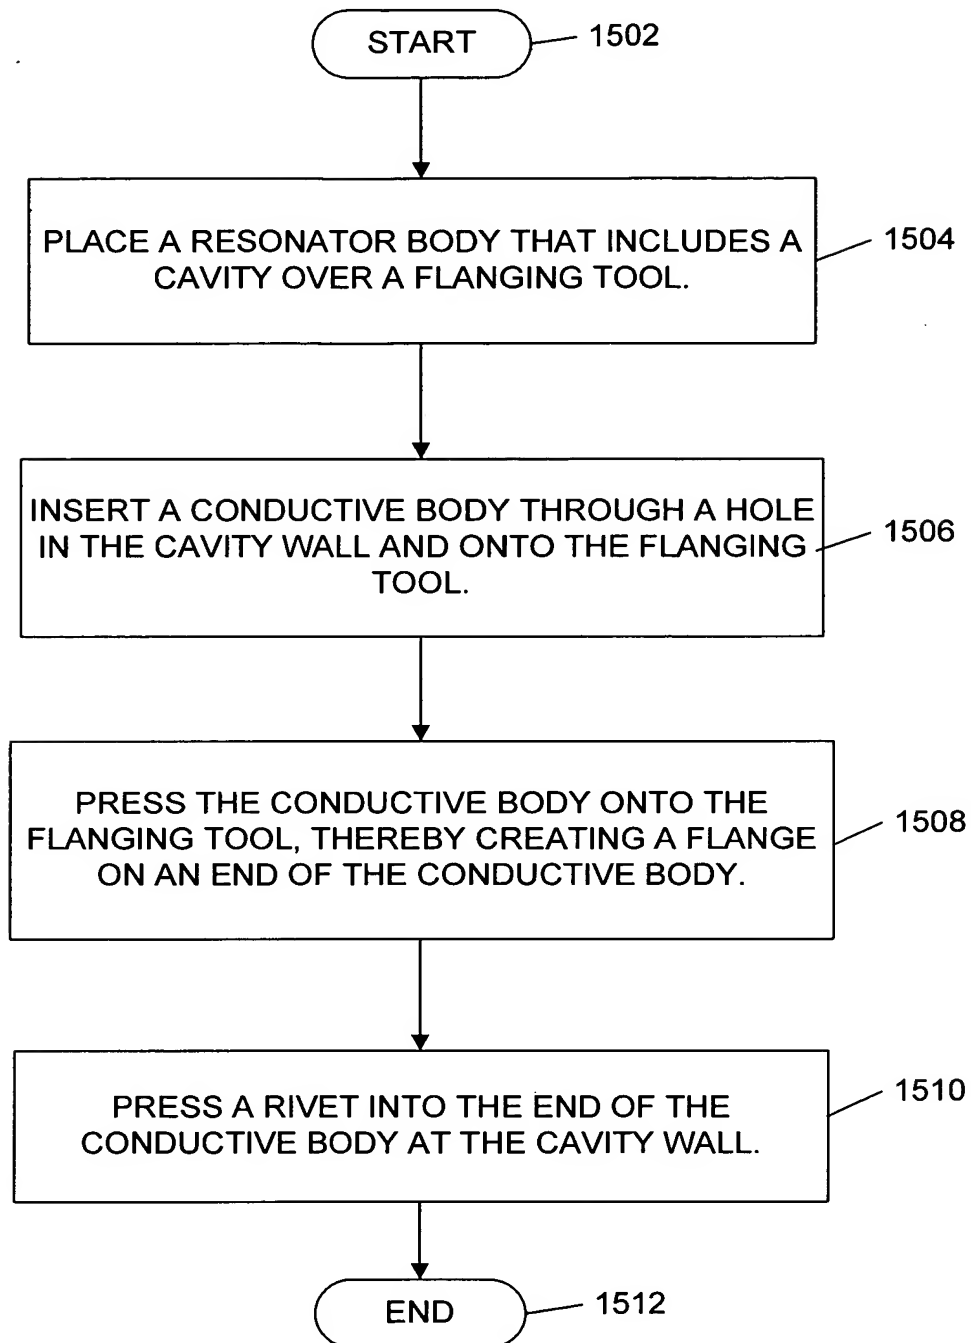 START
1502
PLACE A RESONATOR BODY THAT INCLUDES A
CAVITY OVER A FLANGING TOOL.
1504
INSERT A CONDUCTIVE BODY THROUGH A HOLE
IN THE CAVITY WALL AND ONTO THE FLANGING
TOOL.
1506
PRESS THE CONDUCTIVE BODY ONTO THE
FLANGING TOOL, THEREBY CREATING A FLANGE
ON AN END OF THE CONDUCTIVE BODY.
1508
PRESS A RIVET INTO THE END OF THE
CONDUCTIVE BODY AT THE CAVITY WALL.
1510
END
1512